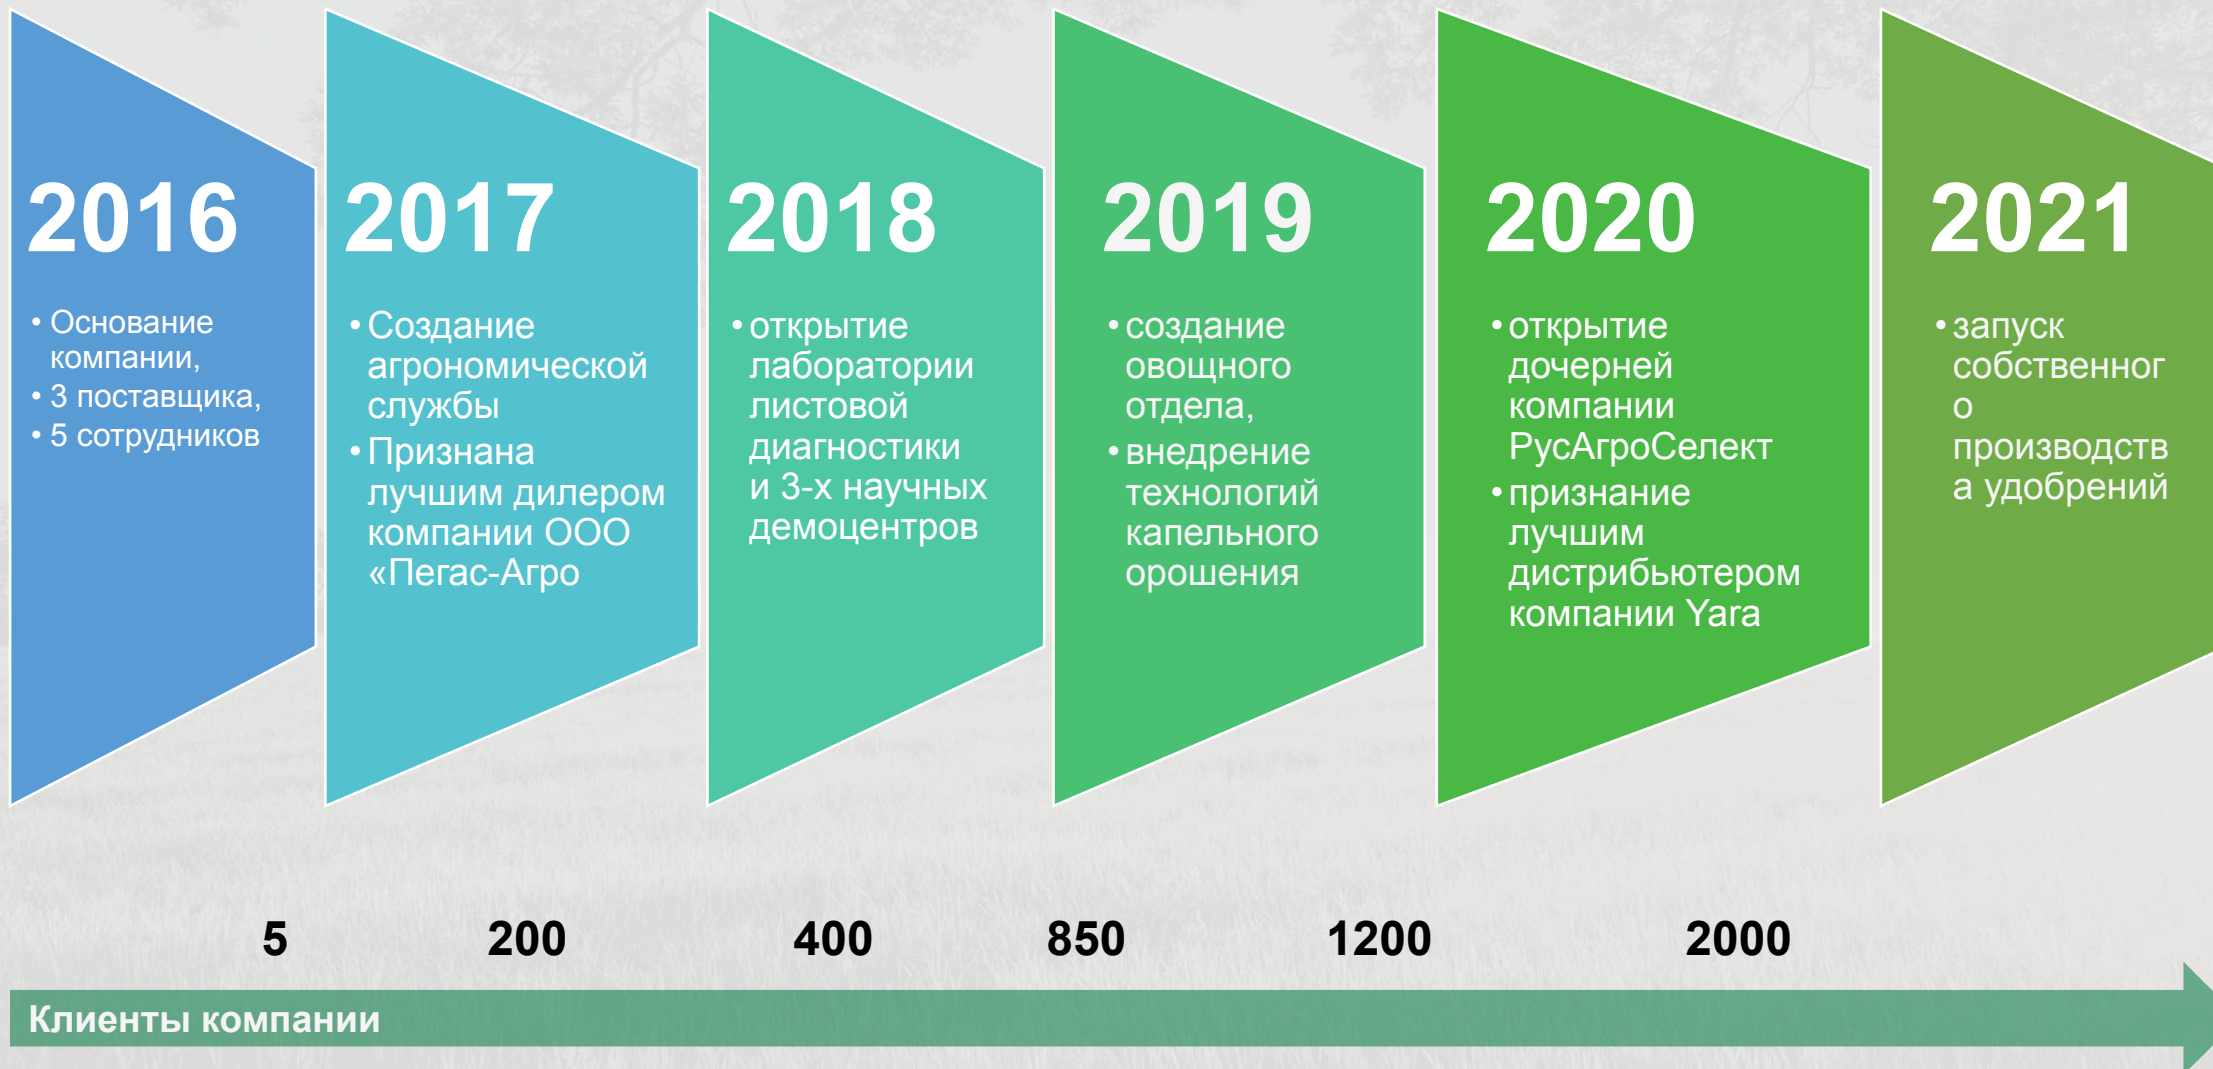 2016
• Основание
компании,
• 3 поставщика,
• 5 сотрудников
2017
• Создание
агрономической
службы
• Признана
лучшим дилером
компании ООО
«Пегас-Агро
2018
• открытие
лаборатории
листовой
диагностики
и 3-х научных
демоцентров
2019
• создание
овощного
отдела,
• внедрение
технологий
капельного
орошения
2020
• открытие
дочерней
компании
РусАгроСелект
• признание
лучшим
дистрибьютером
компании Yara
2021
• запуск
собственног
о
производств
а удобрений
5 200 400 850 1200 2000
Клиенты компании